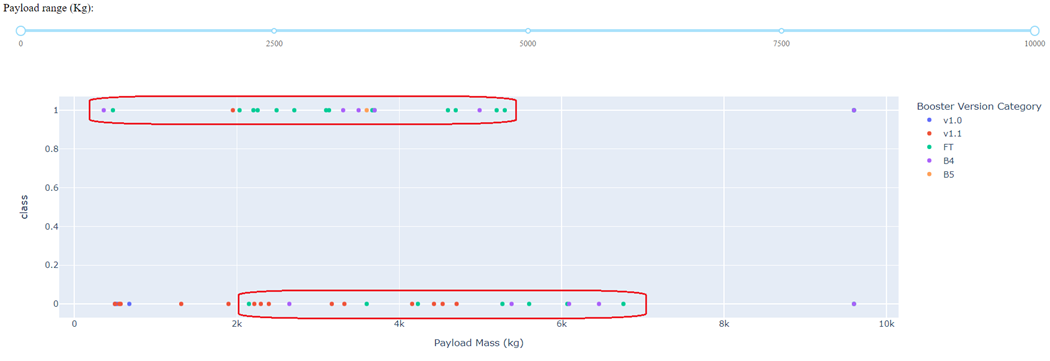 Payload range (Kg):
0 2500 5000 7500 10000
1
0.8
0.6
0.4
0.2
0
class
0 2k 4k 6k 8k 10k
Payload Mass (kg)
Booster Version Category
v1.0
v1.1
FT
B4
B5